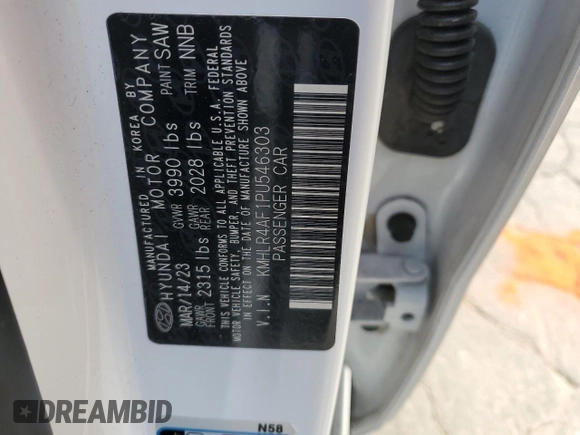 MANUFACTURED IN KOREA BY
HYUNDAI MOTOR COMPANY
MAR/14/23 GVWR 3990 lbs PAINT SAW
GAWR FRONT 2315 lbs GAWR REAR 2028 lbs TRIM NNB
THIS VEHICLE CONFORMS TO ALL APPLICABLE U.S.A. FEDERAL
MOTOR VEHICLE SAFETY, BUMPER, AND THEFT PREVENTION STANDARDS
IN EFFECT ON THE DATE OF MANUFACTURE SHOWN ABOVE
V.I.N KMHLR4AF1PU546303
PASSENGER CAR
N58
DREAMBID